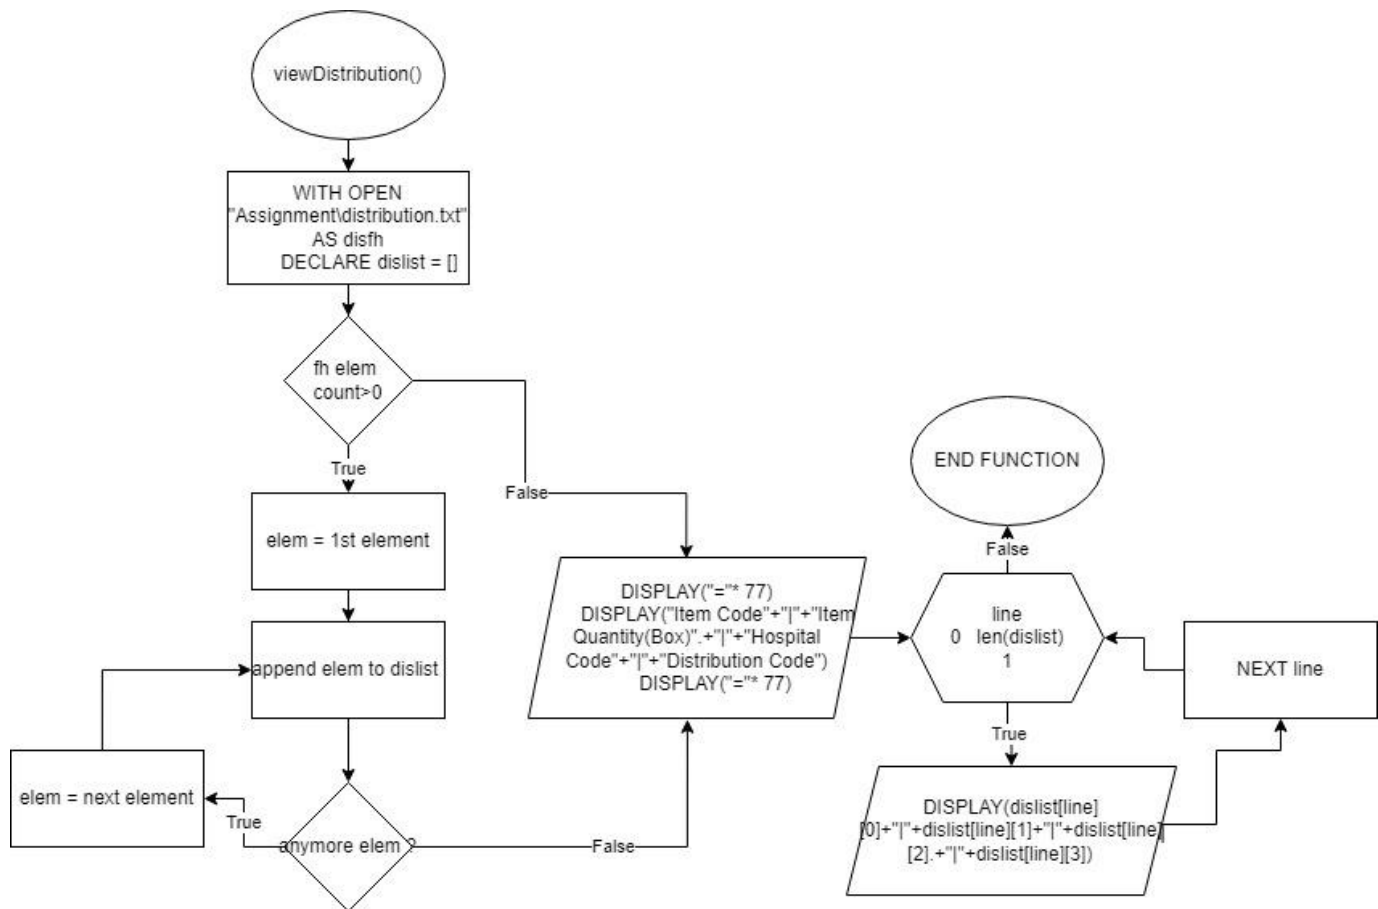 viewDistribution()
WITH OPEN
"Assignment\distribution.txt"
AS disfh
DECLARE dislist = []
fh elem
count>0
True
False
elem = 1st element
append elem to dislist
elem = next element
True
anymore elem ?
False
DISPLAY("="* 77)
DISPLAY("Item Code"+"|"+"Item
Quantity(Box)".+"|"+"Hospital
Code"+"|"+"Distribution Code")
DISPLAY("="* 77)
END FUNCTION
False
line
0 len(dislist)
1
NEXT line
True
DISPLAY(dislist[line]
[0]+"|"+dislist[line][1]+"|"+dislist[line]
[2].+"|"+dislist[line][3])